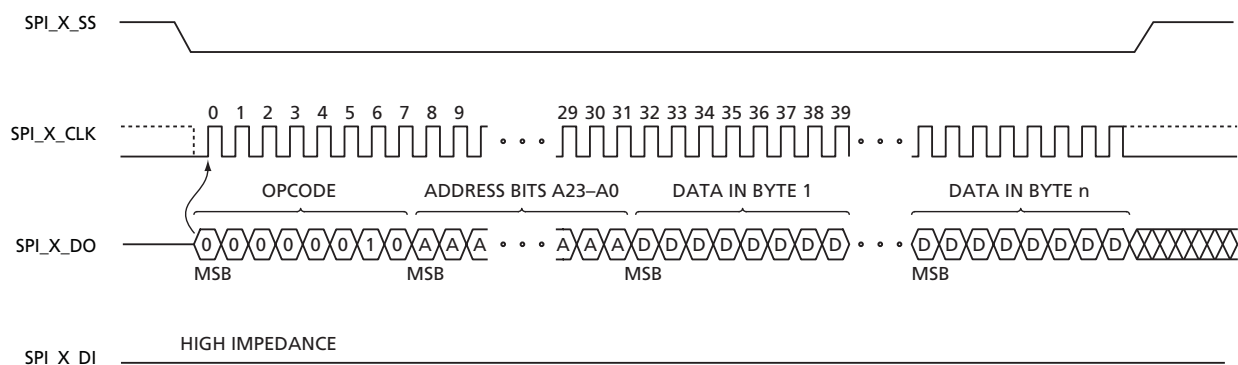 SPI_X_SS
0 1 2 3 4 5 6 7 8 9 29 30 31 32 33 34 35 36 37 38 39
SPI_X_CLK
OPCODE ADDRESS BITS A23–A0 DATA IN BYTE 1 DATA IN BYTE n
SPI_X_DO 0 0 0 0 0 0 1 0 A A A A A A D D D D D D D D D D D D D D D D
MSB MSB MSB MSB
HIGH IMPEDANCE
SPI_X_DI